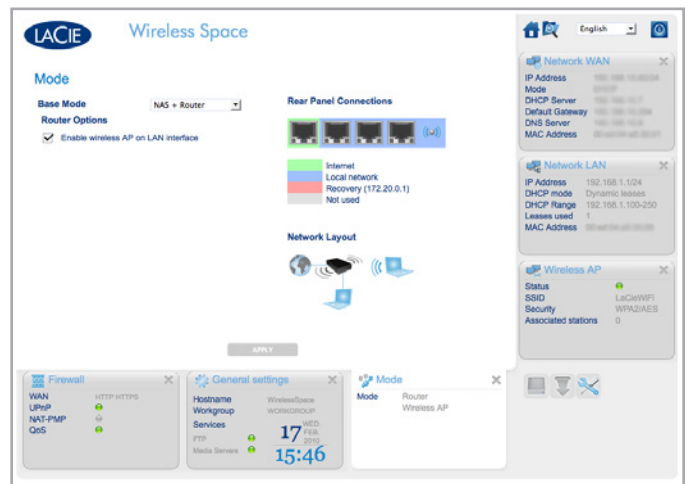 LACIE
Wireless Space
English
Mode
Base Mode
NAS + Router
Router Options
Enable wireless AP on LAN interface
Rear Panel Connections
Internet
Local network
Recovery (172.20.0.1)
Not used
Network Layout
APPLY
Network WAN
IP Address
Mode
DHCP Server
Default Gateway
DNS Server
MAC Address
Network LAN
IP Address 192.168.1.1/24
DHCP mode Dynamic leases
DHCP Range 192.168.1.100-250
Leases used 1
MAC Address
Wireless AP
Status
SSID LaCieWiFi
Security WPA2/AES
Associated stations 0
Firewall
WAN HTTP HTTPS
UPnP
NAT-PMP
QoS
General settings
Hostname WirelessSpace
Workgroup WORKGROUP
Services
FTP
Media Servers
17 WED. FEB. 2010
15:46
Mode
Mode Router
Wireless AP